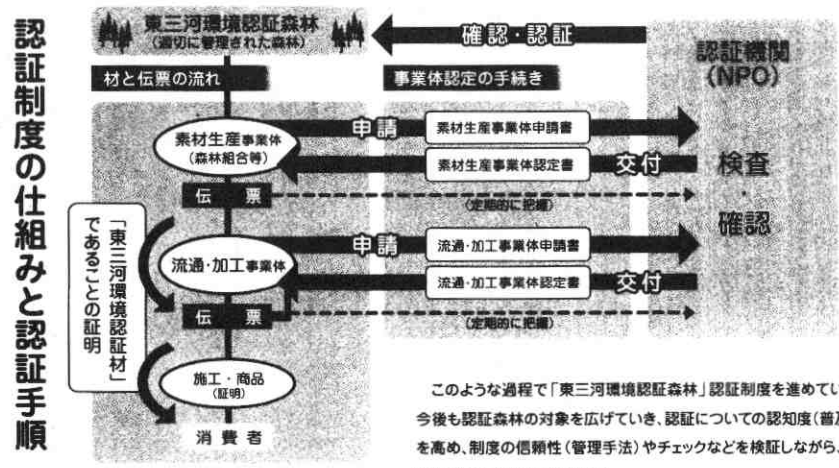 認証制度の仕組みと認証手順
東三河環境認証森林
(適切に管理された森林)
確認・認証
認証機関
(NPO)
材と伝票の流れ
事業体認定の手続き
素材生産事業体
(森林組合等)
申請
素材生産事業体申請書
素材生産事業体認定書
交付
検査
・
確認
伝 票
(定期的に把握)
「東三河環境認証材」
であることの証明
流通・加工事業体
申請
流通・加工事業体申請書
流通・加工事業体認定書
交付
伝 票
(定期的に把握)
施工・商品
(証明)
消 費 者
このような過程で「東三河環境認証森林」認証制度を進めてい
今後も認証森林の対象を広げていき、認証についての認知度(普及
を高め、制度の信頼性(管理手法)やチェックなどを検証しながら、